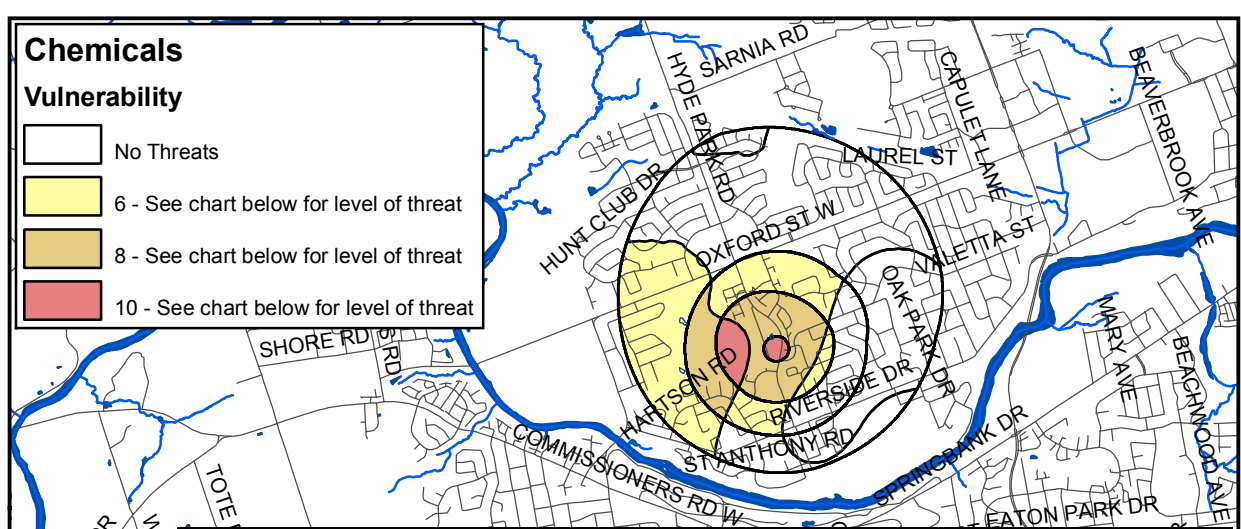 Chemicals
Vulnerability
No Threats
6 - See chart below for level of threat
8 - See chart below for level of threat
10 - See chart below for level of threat
SARNIA RD
HYDE PARK RD
CAPULET LANE
BEAVERBROOK AVE
LAUREL ST
HUNT CLUB DR
OXFORD ST W
VALETTA ST
OAK PARK DR
MARY AVE
BEACHWOOD AVE
SHORE RD
RD
HARTSON RD
RIVERSIDE DR
ST ANTHONY RD
COMMISSIONERS RD W
SPRINGBANK DR
TOTE
EATON PARK DR